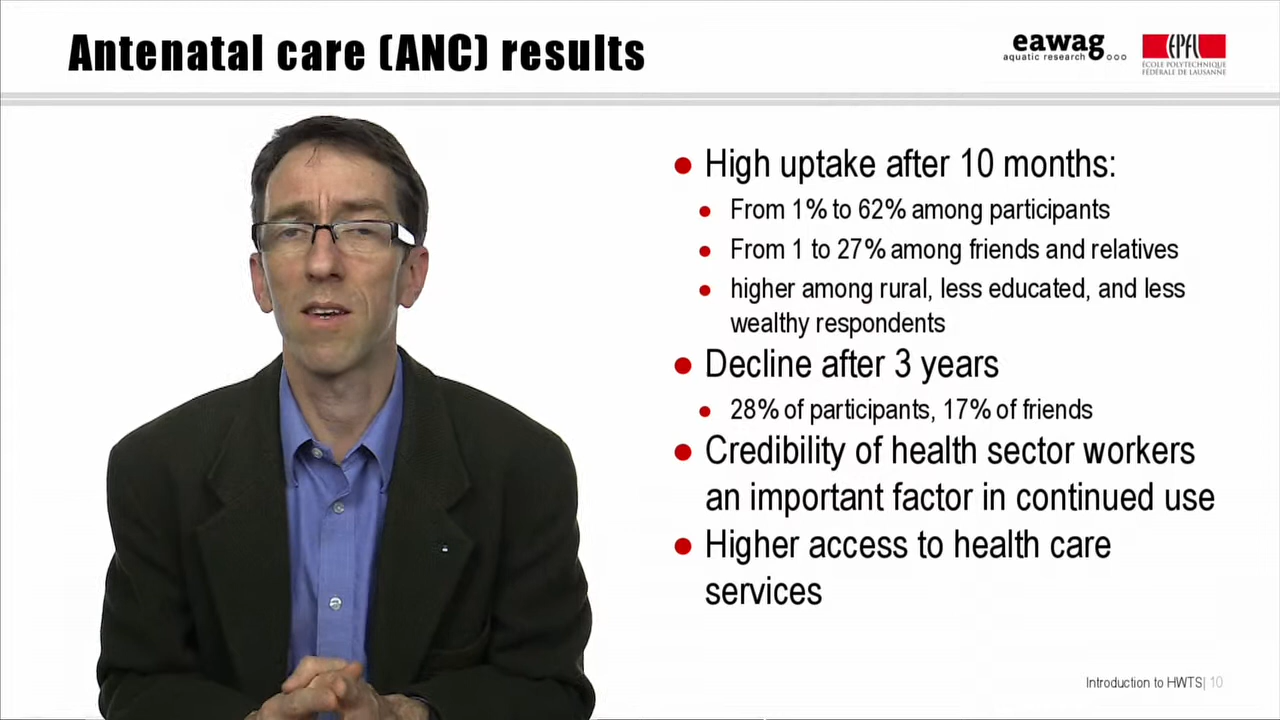 Antenatal care (ANC) results
eawag
aquatic research
EPFL
ÉCOLE POLYTECHNIQUE
FÉDÉRALE DE LAUSANNE
High uptake after 10 months:
From 1% to 62% among participants
From 1 to 27% among friends and relatives
higher among rural, less educated, and less
wealthy respondents
Decline after 3 years
28% of participants, 17% of friends
Credibility of health sector workers
an important factor in continued use
Higher access to health care
services
Introduction to HWTS| 10